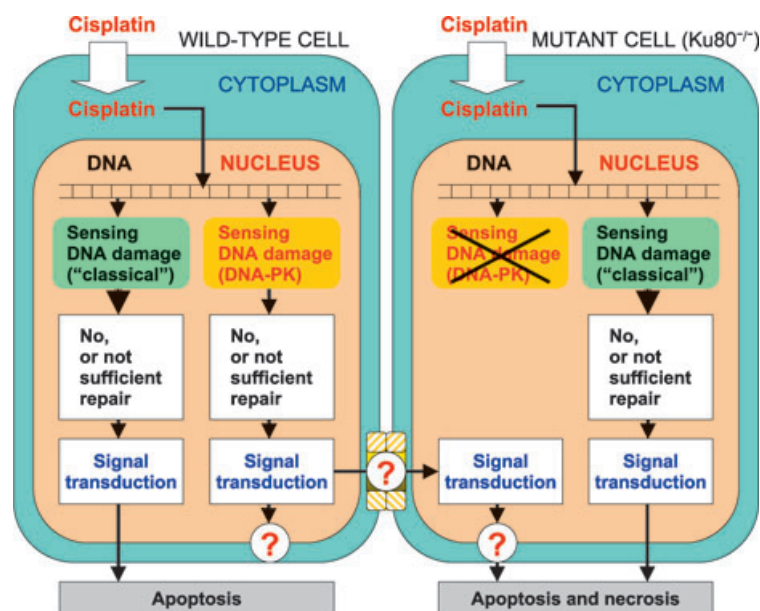 Cisplatin
WILD-TYPE CELL
CYTOPLASM
Cisplatin
DNA
NUCLEUS
Sensing
DNA damage
(“classical”)
Sensing
DNA damage
(DNA-PK)
No,
or not
sufficient
repair
No,
or not
sufficient
repair
Signal
transduction
Signal
transduction
?
?
Apoptosis
Cisplatin
MUTANT CELL (Ku80⁻/⁻)
CYTOPLASM
Cisplatin
DNA
NUCLEUS
Sensing
DNA damage
(DNA-PK)
Sensing
DNA damage
(“classical”)
No,
or not
sufficient
repair
Signal
transduction
Signal
transduction
?
Apoptosis and necrosis